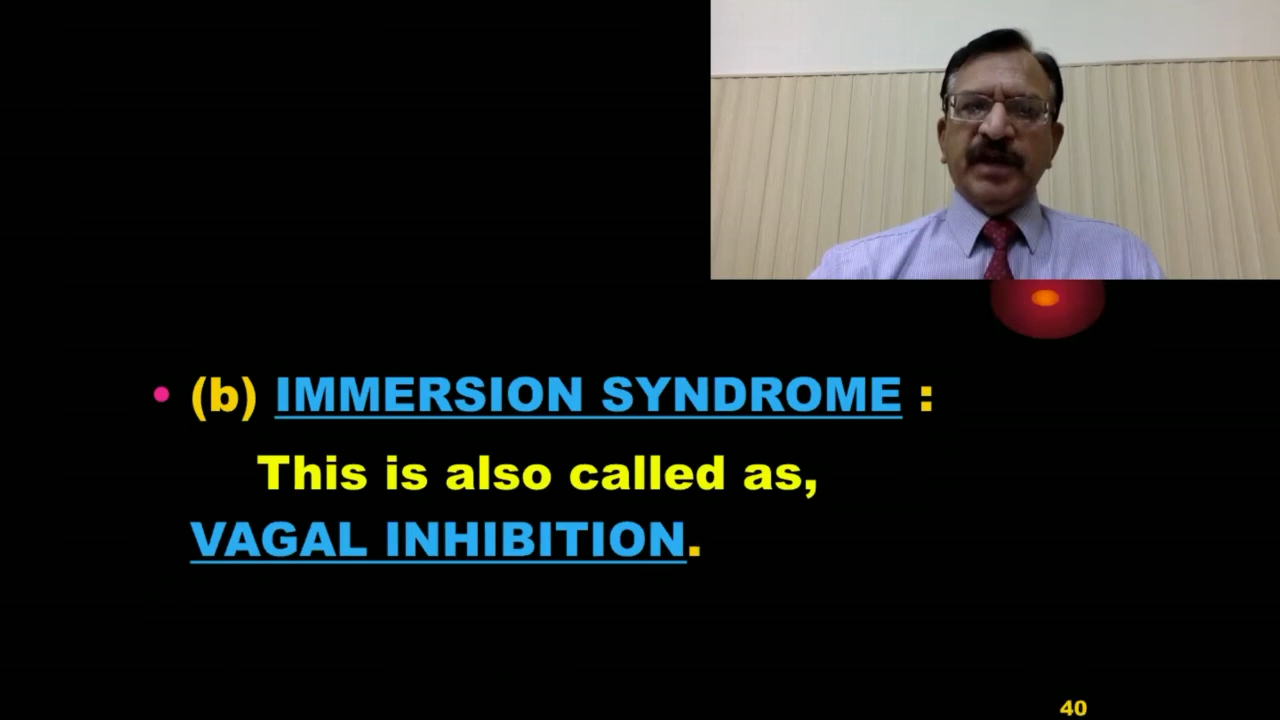 • (b) IMMERSION SYNDROME :
This is also called as,
VAGAL INHIBITION.
40